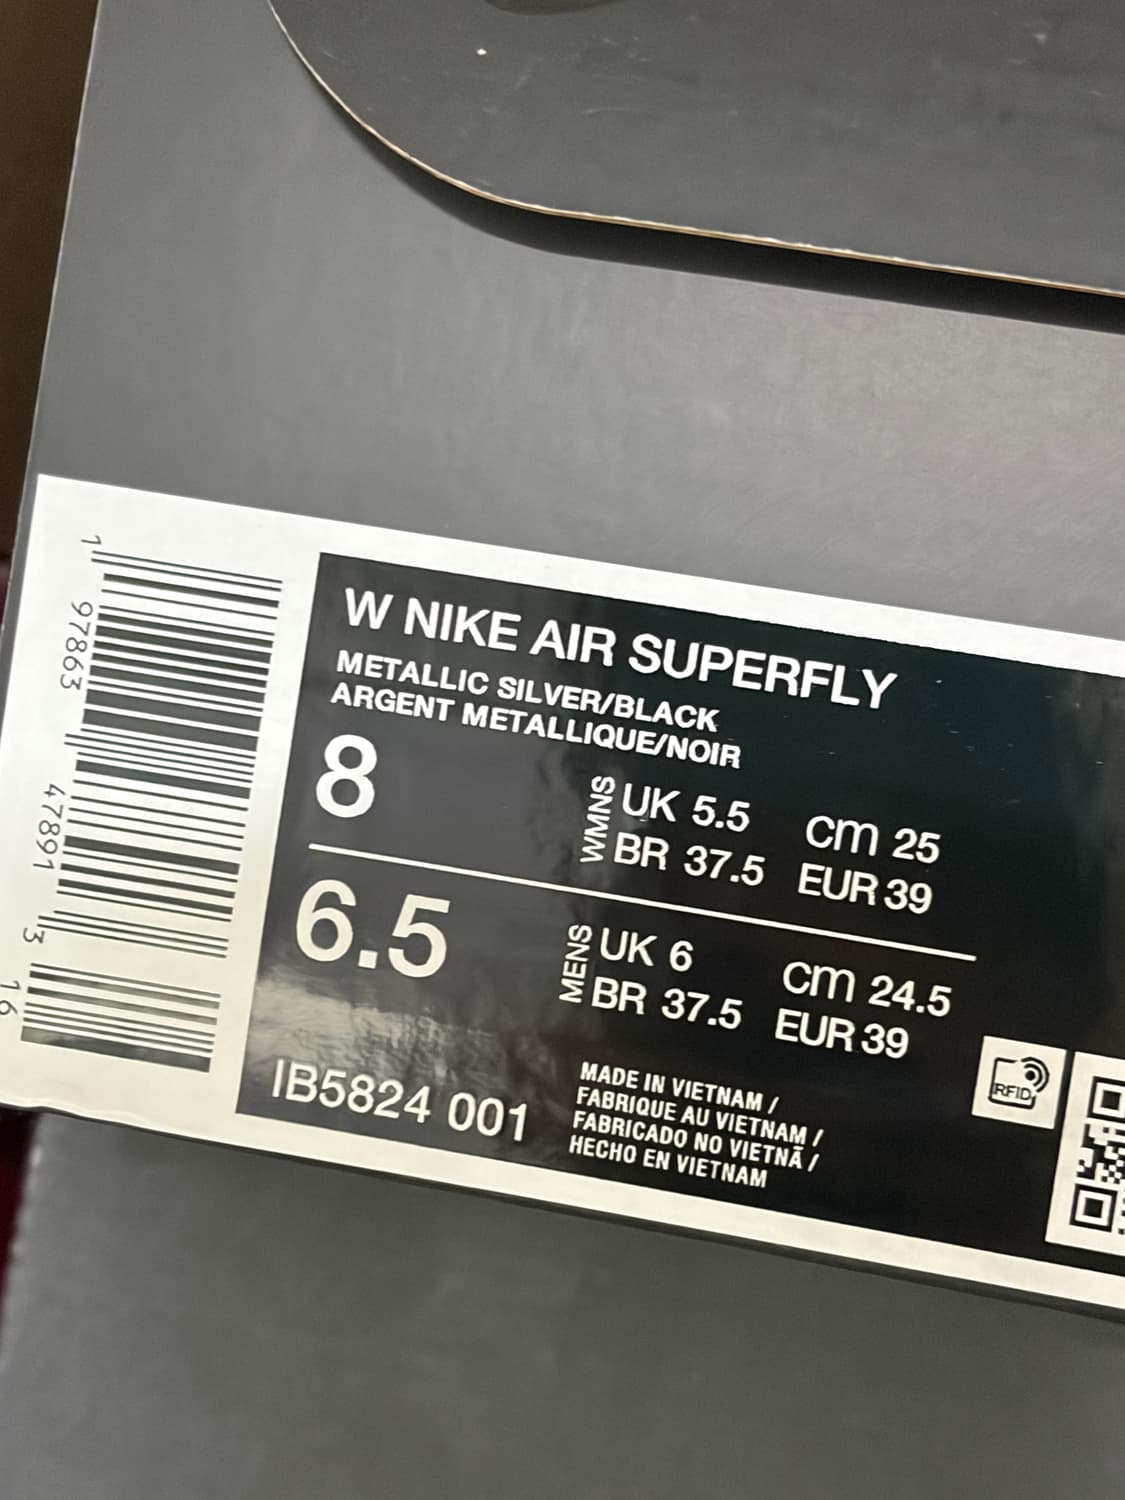 W NIKE AIR SUPERFLY
METALLIC SILVER/BLACK
ARGENT METALLIQUE/NOIR
8
WMNS
UK 5.5 cm 25
BR 37.5 EUR 39
6.5
MENS
UK 6 cm 24.5
BR 37.5 EUR 39
IB5824 001
MADE IN VIETNAM /
FABRIQUE AU VIETNAM /
FABRICADO NO VIETNÃ /
HECHO EN VIETNAM
RFID
1 97863 47891 3 16